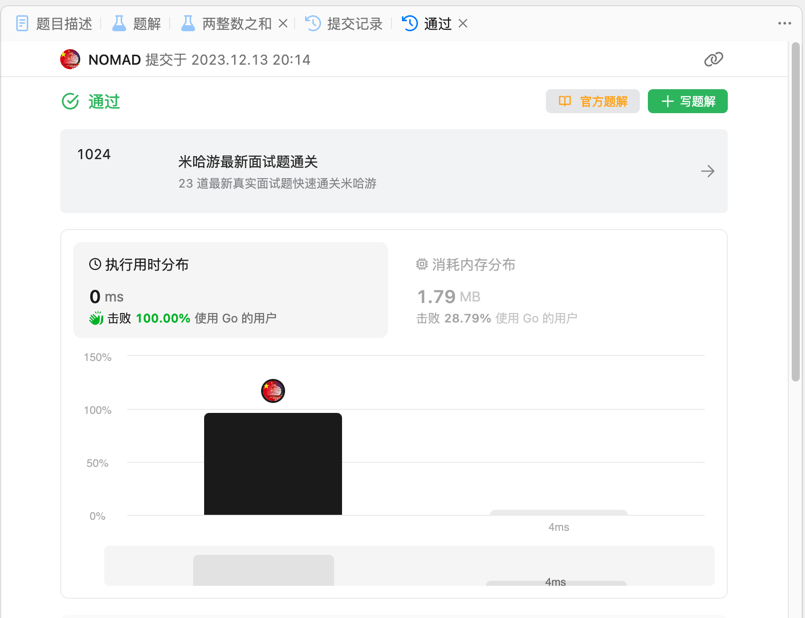 题目描述 题解 两整数之和 提交记录 通过
NOMAD 提交于 2023.12.13 20:14
通过 官方题解 写题解
1024
米哈游最新面试题通关
23 道最新真实面试题快速通关米哈游
执行用时分布 消耗内存分布
0 ms 1.79 MB
击败 100.00% 使用 Go 的用户 击败 28.79% 使用 Go 的用户
150%
100%
50%
0%
4ms
4ms